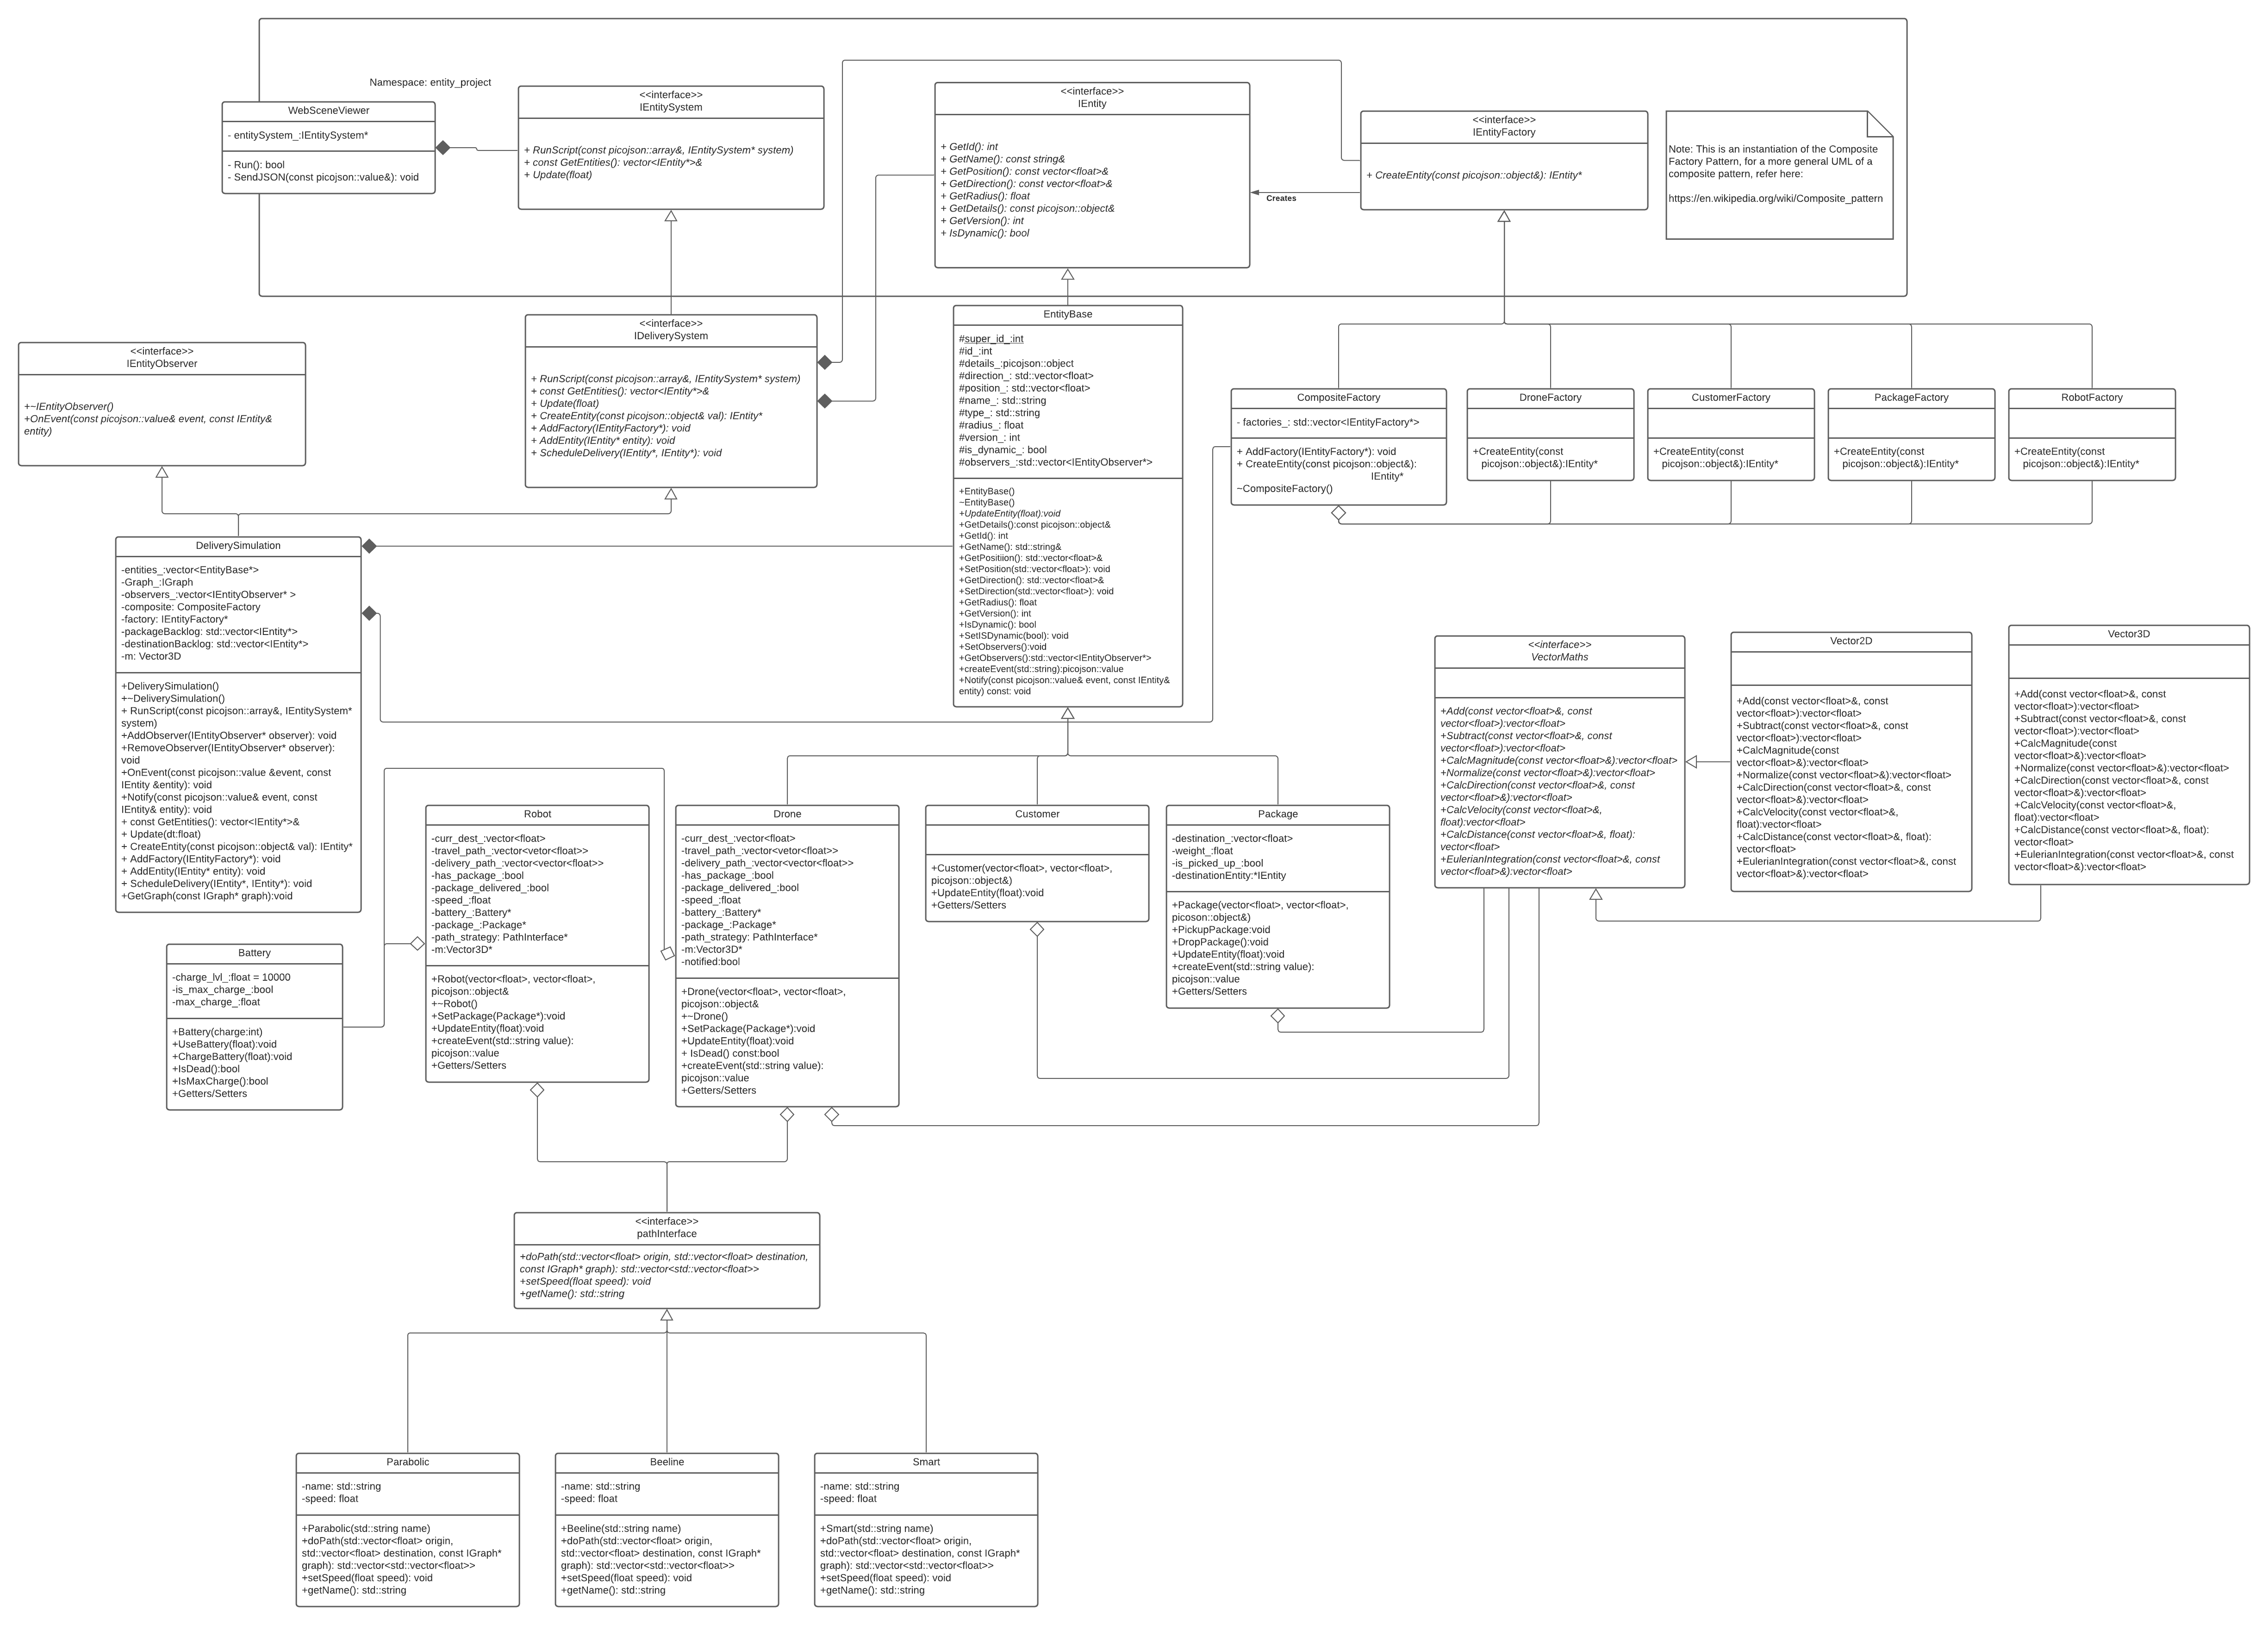 Namespace: entity_project
WebSceneViewer
- entitySystem_:IEntitySystem*
- Run(): bool
- SendJSON(const picojson::value&): void
<<interface>>
IEntitySystem
+ RunScript(const picojson::array&, IEntitySystem* system)
+ const GetEntities(): vector<IEntity*>&
+ Update(float)
<<interface>>
IEntity
+ GetId(): int
+ GetName(): const string&
+ GetPosition(): const vector<float>&
+ GetDirection(): const vector<float>&
+ GetRadius(): float
+ GetDetails(): const picojson::object&
+ GetVersion(): int
+ IsDynamic(): bool
Creates
<<interface>>
IEntityFactory
+ CreateEntity(const picojson::object&): IEntity*
Note: This is an instantiation of the Composite
Factory Pattern, for a more general UML of a
composite pattern, refer here:
https://en.wikipedia.org/wiki/Composite_pattern
<<interface>>
IEntityObserver
+~IEntityObserver()
+OnEvent(const picojson::value& event, const IEntity&
entity)
<<interface>>
IDeliverySystem
+ RunScript(const picojson::array&, IEntitySystem* system)
+ const GetEntities(): vector<IEntity*>&
+ Update(float)
+ CreateEntity(const picojson::object& val): IEntity*
+ AddFactory(IEntityFactory*): void
+ AddEntity(IEntity* entity): void
+ ScheduleDelivery(IEntity*, IEntity*): void
EntityBase
#super_id_:int
#id_:int
#details_:picojson::object
#direction_: std::vector<float>
#position_: std::vector<float>
#name_: std::string
#type_: std::string
#radius_: float
#version_: int
#is_dynamic_: bool
#observers_:std::vector<IEntityObserver*>
+EntityBase()
~EntityBase()
+UpdateEntity(float):void
+GetDetails():const picojson::object&
+GetId(): int
+GetName(): std::string&
+GetPositiion(): std::vector<float>&
+SetPosition(std::vector<float>): void
+GetDirection(): std::vector<float>&
+SetDirection(std::vector<float>): void
+GetRadius(): float
+GetVersion(): int
+IsDynamic(): bool
+SetISDynamic(bool): void
+SetObservers():void
+GetObservers():std::vector<IEntityObserver*>
+createEvent(std::string):picojson::value
+Notify(const picojson::value& event, const IEntity&
entity) const: void
CompositeFactory
- factories_: std::vector<IEntityFactory*>
+ AddFactory(IEntityFactory*): void
+ CreateEntity(const picojson::object&):
IEntity*
~CompositeFactory()
DroneFactory
+CreateEntity(const
picojson::object&):IEntity*
CustomerFactory
+CreateEntity(const
picojson::object&):IEntity*
PackageFactory
+CreateEntity(const
picojson::object&):IEntity*
RobotFactory
+CreateEntity(const
picojson::object&):IEntity*
DeliverySimulation
-entities_:vector<EntityBase*>
-Graph_:IGraph
-observers_:vector<IEntityObserver* >
-composite: CompositeFactory
-factory: IEntityFactory*
-packageBacklog: std::vector<IEntity*>
-destinationBacklog: std::vector<IEntity*>
-m: Vector3D
+DeliverySimulation()
+~DeliverySimulation()
+ RunScript(const picojson::array&, IEntitySystem*
system)
+AddObserver(IEntityObserver* observer): void
+RemoveObserver(IEntityObserver* observer):
void
+OnEvent(const picojson::value &event, const
IEntity &entity): void
+Notify(const picojson::value& event, const
IEntity& entity): void
+ const GetEntities(): vector<IEntity*>&
+ Update(dt:float)
+ CreateEntity(const picojson::object& val): IEntity*
+ AddFactory(IEntityFactory*): void
+ AddEntity(IEntity* entity): void
+ ScheduleDelivery(IEntity*, IEntity*): void
+GetGraph(const IGraph* graph):void
<<interface>>
VectorMaths
+Add(const vector<float>&, const
vector<float>):vector<float>
+Subtract(const vector<float>&, const
vector<float>):vector<float>
+CalcMagnitude(const vector<float>&):vector<float>
+Normalize(const vector<float>&):vector<float>
+CalcDirection(const vector<float>&, const
vector<float>&):vector<float>
+CalcVelocity(const vector<float>&,
float):vector<float>
+CalcDistance(const vector<float>&, float):
vector<float>
+EulerianIntegration(const vector<float>&, const
vector<float>&):vector<float>
Vector2D
+Add(const vector<float>&, const
vector<float>):vector<float>
+Subtract(const vector<float>&, const
vector<float>):vector<float>
+CalcMagnitude(const
vector<float>&):vector<float>
+Normalize(const vector<float>&):vector<float>
+CalcDirection(const vector<float>&, const
vector<float>&):vector<float>
+CalcVelocity(const vector<float>&,
float):vector<float>
+CalcDistance(const vector<float>&, float):
vector<float>
+EulerianIntegration(const vector<float>&, const
vector<float>&):vector<float>
Vector3D
+Add(const vector<float>&, const
vector<float>):vector<float>
+Subtract(const vector<float>&, const
vector<float>):vector<float>
+CalcMagnitude(const
vector<float>&):vector<float>
+Normalize(const vector<float>&):vector<float>
+CalcDirection(const vector<float>&, const
vector<float>&):vector<float>
+CalcVelocity(const vector<float>&,
float):vector<float>
+CalcDistance(const vector<float>&, float):
vector<float>
+EulerianIntegration(const vector<float>&, const
vector<float>&):vector<float>
Robot
-curr_dest_:vector<float>
-travel_path_:vector<vetor<float>>
-delivery_path_:vector<vector<float>>
-has_package_:bool
-package_delivered_:bool
-speed_:float
-battery_:Battery*
-package_:Package*
-path_strategy: PathInterface*
-m:Vector3D*
+Robot(vector<float>, vector<float>,
picojson::object&
+~Robot()
+SetPackage(Package*):void
+UpdateEntity(float):void
+createEvent(std::string value):
picojson::value
+Getters/Setters
Drone
-curr_dest_:vector<float>
-travel_path_:vector<vetor<float>>
-delivery_path_:vector<vector<float>>
-has_package_:bool
-package_delivered_:bool
-speed_:float
-battery_:Battery*
-package_:Package*
-path_strategy: PathInterface*
-m:Vector3D*
-notified:bool
+Drone(vector<float>, vector<float>,
picojson::object&
+~Drone()
+SetPackage(Package*):void
+UpdateEntity(float):void
+ IsDead() const:bool
+createEvent(std::string value):
picojson::value
+Getters/Setters
Customer
+Customer(vector<float>, vector<float>,
picojson::object&)
+UpdateEntity(float):void
+Getters/Setters
Package
-destination_:vector<float>
-weight_:float
-is_picked_up_:bool
-destinationEntity:*IEntity
+Package(vector<float>, vector<float>,
picoson::object&)
+PickupPackage:void
+DropPackage():void
+UpdateEntity(float):void
+createEvent(std::string value):
picojson::value
+Getters/Setters
Battery
-charge_lvl_:float = 10000
-is_max_charge_:bool
-max_charge_:float
+Battery(charge:int)
+UseBattery(float):void
+ChargeBattery(float):void
+IsDead():bool
+IsMaxCharge():bool
+Getters/Setters
<<interface>>
pathInterface
+doPath(std::vector<float> origin, std::vector<float> destination,
const IGraph* graph): std::vector<std::vector<float>>
+setSpeed(float speed): void
+getName(): std::string
Parabolic
-name: std::string
-speed: float
+Parabolic(std::string name)
+doPath(std::vector<float> origin,
std::vector<float> destination, const IGraph*
graph): std::vector<std::vector<float>>
+setSpeed(float speed): void
+getName(): std::string
Beeline
-name: std::string
-speed: float
+Beeline(std::string name)
+doPath(std::vector<float> origin,
std::vector<float> destination, const IGraph*
graph): std::vector<std::vector<float>>
+setSpeed(float speed): void
+getName(): std::string
Smart
-name: std::string
-speed: float
+Smart(std::string name)
+doPath(std::vector<float> origin,
std::vector<float> destination, const IGraph*
graph): std::vector<std::vector<float>>
+setSpeed(float speed): void
+getName(): std::string